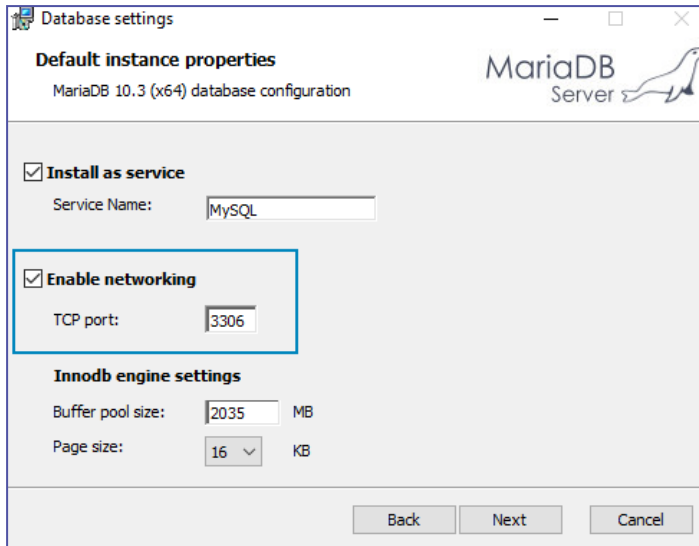 Database settings
Default instance properties
MariaDB 10.3 (x64) database configuration
MariaDB
Server
Install as service
Service Name: MySQL
Enable networking
TCP port: 3306
Innodb engine settings
Buffer pool size: 2035 MB
Page size: 16 KB
Back Next Cancel